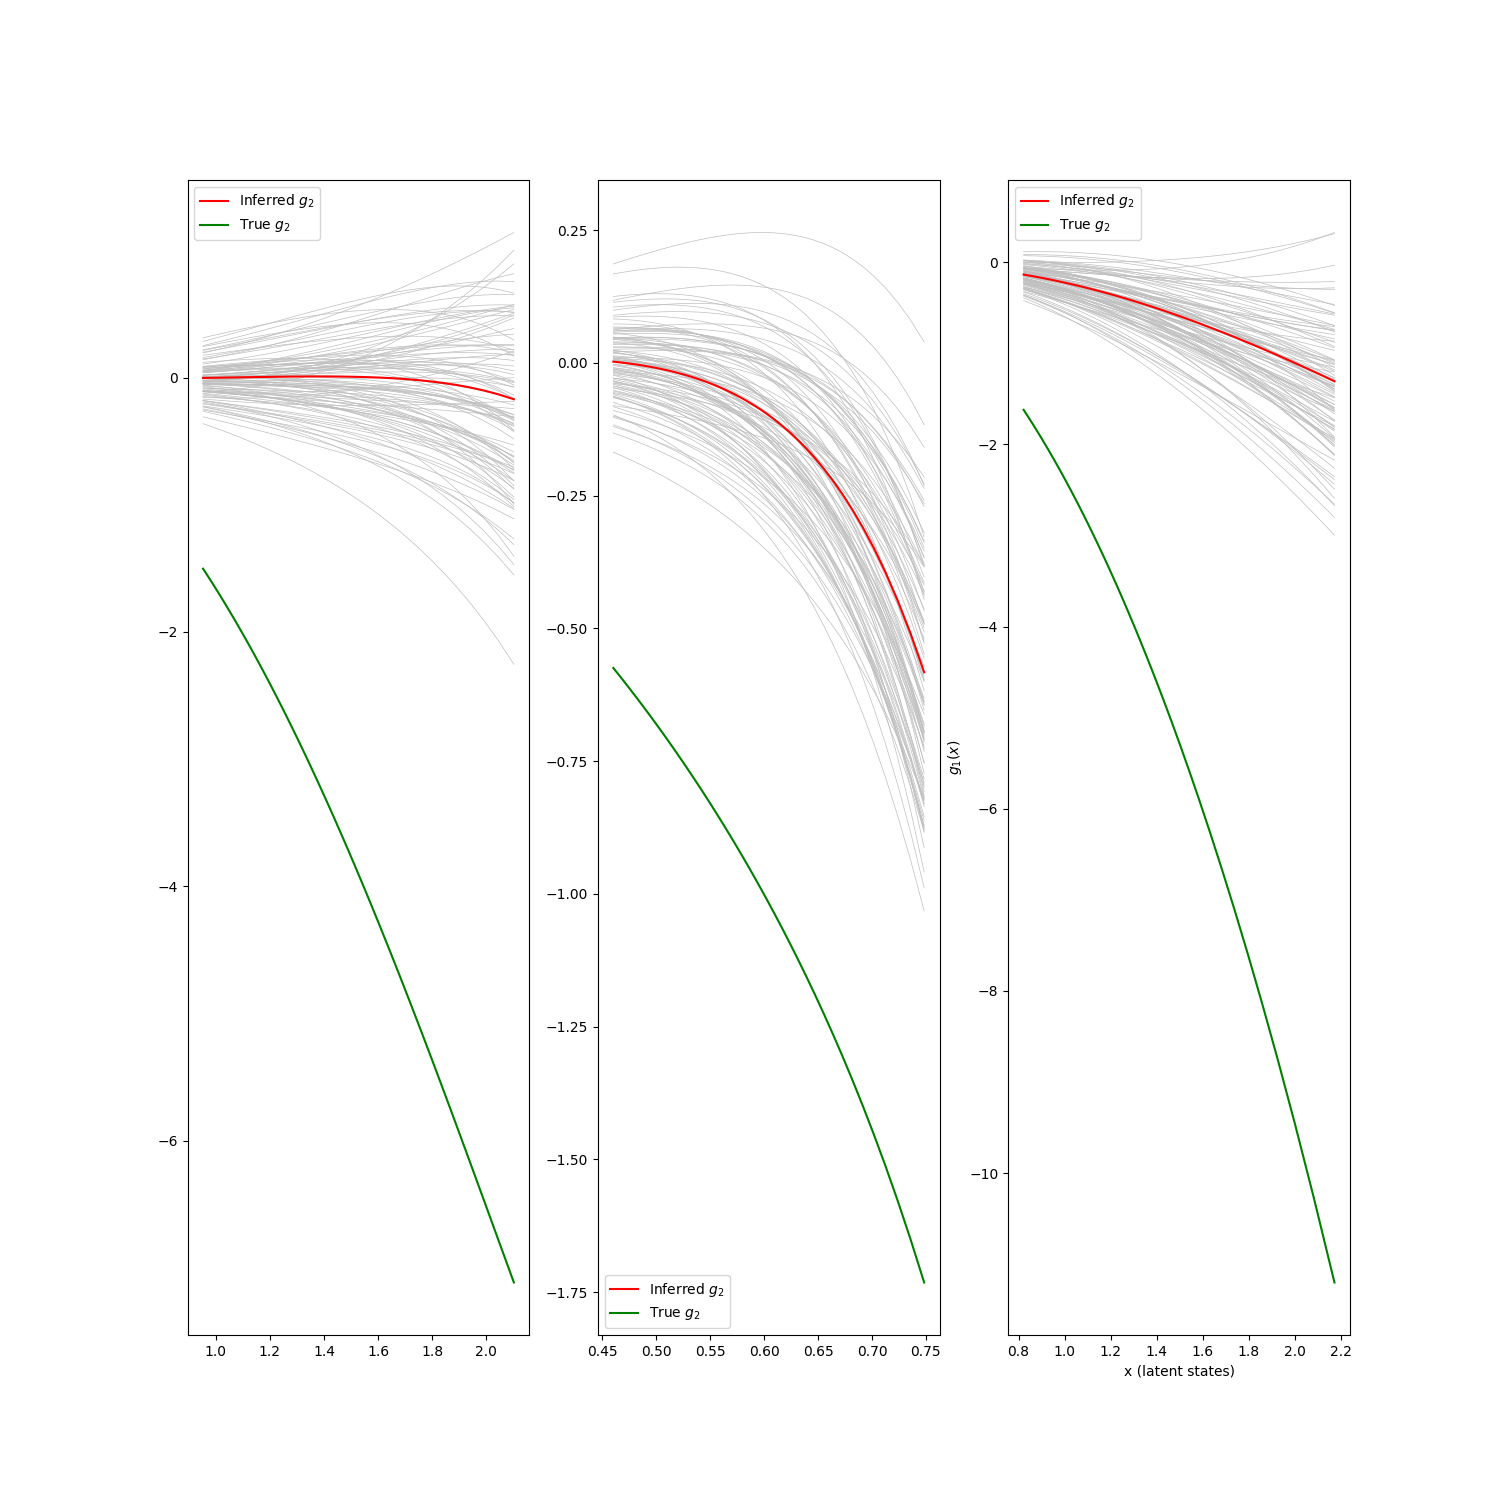 Inferred g₂
True g₂
0
−2
−4
−6
1.0 1.2 1.4 1.6 1.8 2.0
0.25
0.00
−0.25
−0.50
−0.75
−1.00
−1.25
−1.50
−1.75
Inferred g₂
True g₂
0.45 0.50 0.55 0.60 0.65 0.70 0.75
g₁(x)
Inferred g₂
True g₂
0
−2
−4
−6
−8
−10
0.8 1.0 1.2 1.4 1.6 1.8 2.0 2.2
x (latent states)